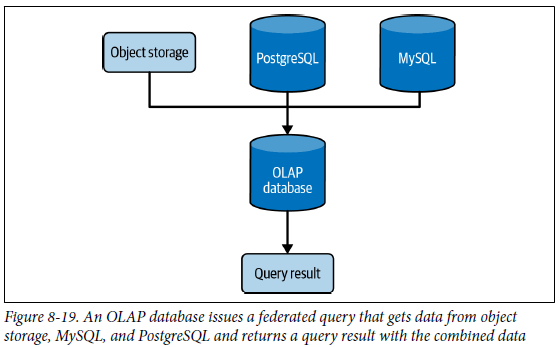 Object storage
PostgreSQL
MySQL
OLAP
database
Query result
Figure 8-19. An OLAP database issues a federated query that gets data from object
storage, MySQL, and PostgreSQL and returns a query result with the combined data